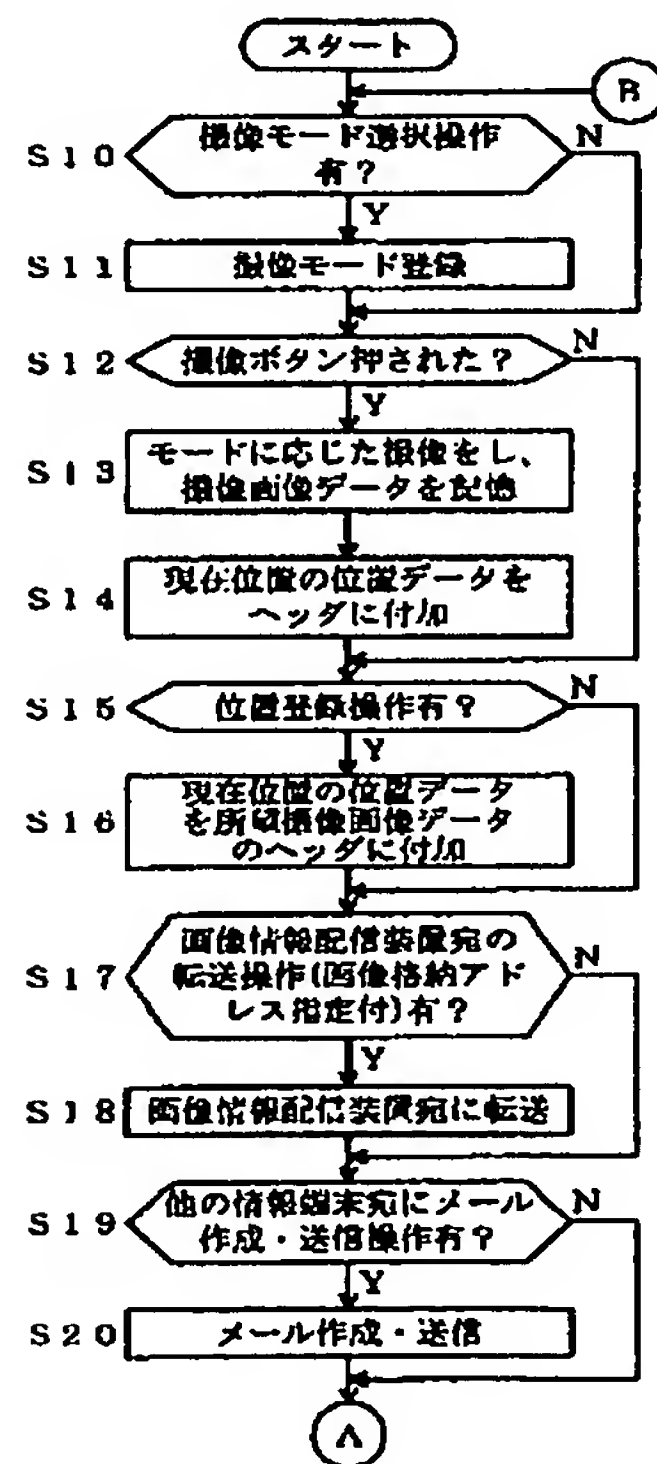 スタート
B
S10
撮像モード選択操作
有?
N
Y
S11
撮像モード登録
S12
撮像ボタン押された?
N
Y
S13
モードに応じた撮像をし、
撮像画像データを記憶
S14
現在位置の位置データを
ヘッダに付加
S15
位置登録操作有?
N
Y
S16
現在位置の位置データ
を所望撮像画像データ
のヘッダに付加
S17
画像情報配信装置宛の
転送操作(画像格納アド
レス指定付)有?
N
Y
S18
画像情報配信装置宛に転送
S19
他の情報端末宛にメール
作成・送信操作有?
N
Y
S20
メール作成・送信
A